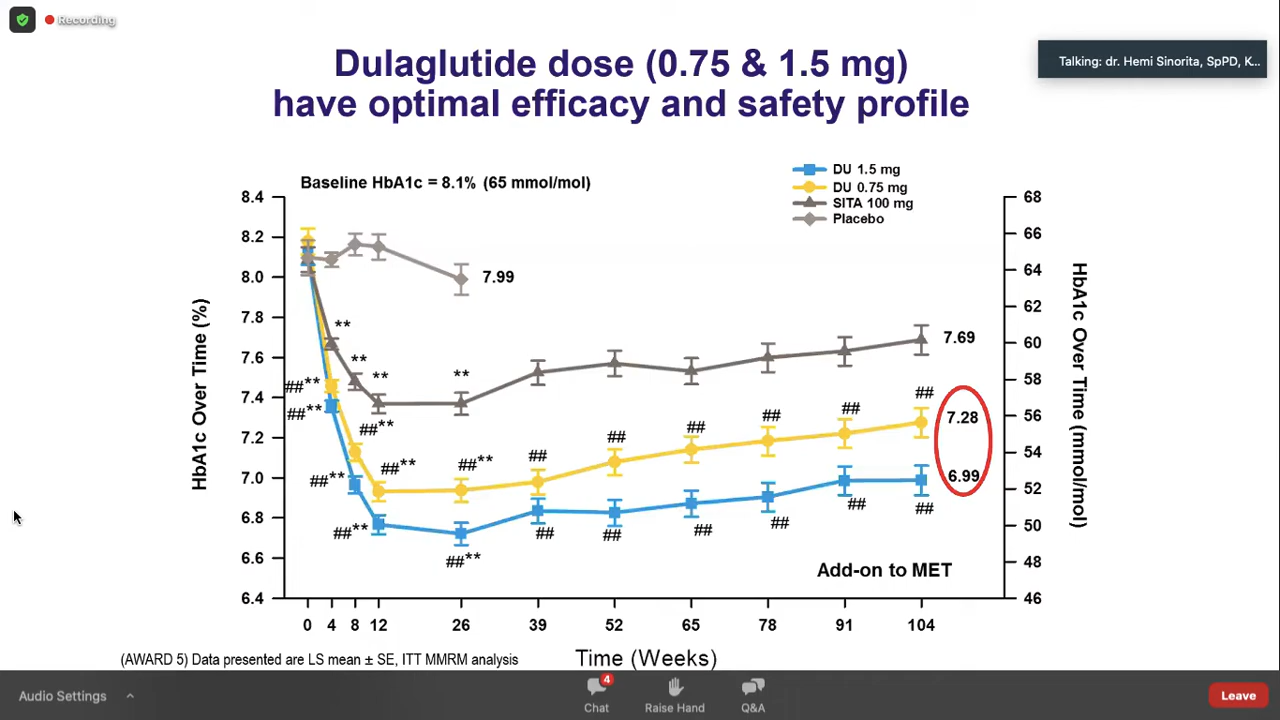 Recording
Dulaglutide dose (0.75 & 1.5 mg)
have optimal efficacy and safety profile
Talking: dr. Hemi Sinorita, SpPD, K...
Baseline HbA1c = 8.1% (65 mmol/mol)
DU 1.5 mg
DU 0.75 mg
SITA 100 mg
Placebo
HbA1c Over Time (%)
8.4
8.2
8.0
7.8
7.6
7.4
7.2
7.0
6.8
6.6
6.4
7.99
**
**
**
**
7.69
##**
##**
##**
##**
##**
##**
##**
##**
##
##
##
##
##
##
7.28
6.99
##
##
##
##
##
##
Add-on to MET
68
66
64
62
60
58
56
54
52
50
48
46
HbA1c Over Time (mmol/mol)
0 4 8 12 26 39 52 65 78 91 104
Time (Weeks)
(AWARD 5) Data presented are LS mean ± SE, ITT MMRM analysis
Audio Settings
4
Chat
Raise Hand
Q&A
Leave